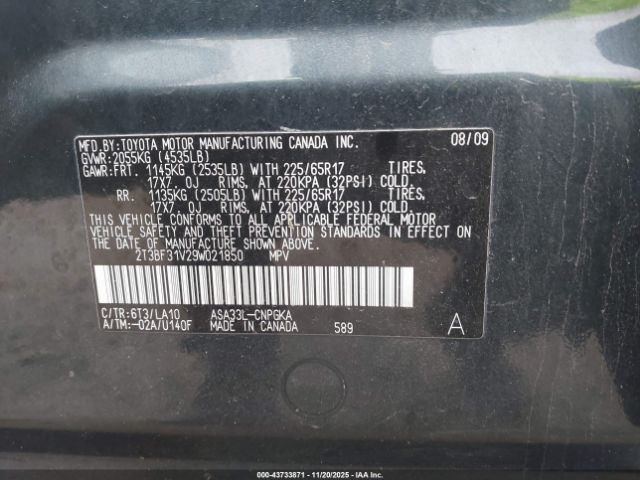 MFD.BY:TOYOTA MOTOR MANUFACTURING CANADA INC. 08/09
GVWR:2055KG (4535LB)
GAWR:FRT. 1145KG (2535LB) WITH 225/65R17 TIRES,
17X7.0J RIMS, AT 220KPA (32PSI) COLD,
RR. 1135KG (2505LB) WITH 225/65R17 TIRES,
17X7.0J RIMS, AT 220KPA (32PSI) COLD.
THIS VEHICLE CONFORMS TO ALL APPLICABLE FEDERAL MOTOR
VEHICLE SAFETY AND THEFT PREVENTION STANDARDS IN
EFFECT ON THE DATE OF MANUFACTURE SHOWN ABOVE.
2T3BF31V29W021850 MPV
C/TR:6T3/LA10 ASA33L-CNPGKA
A/TM:-02A/U140F MADE IN CANADA 589 A
000-43733871 - 11/20/2025 - IAA Inc.